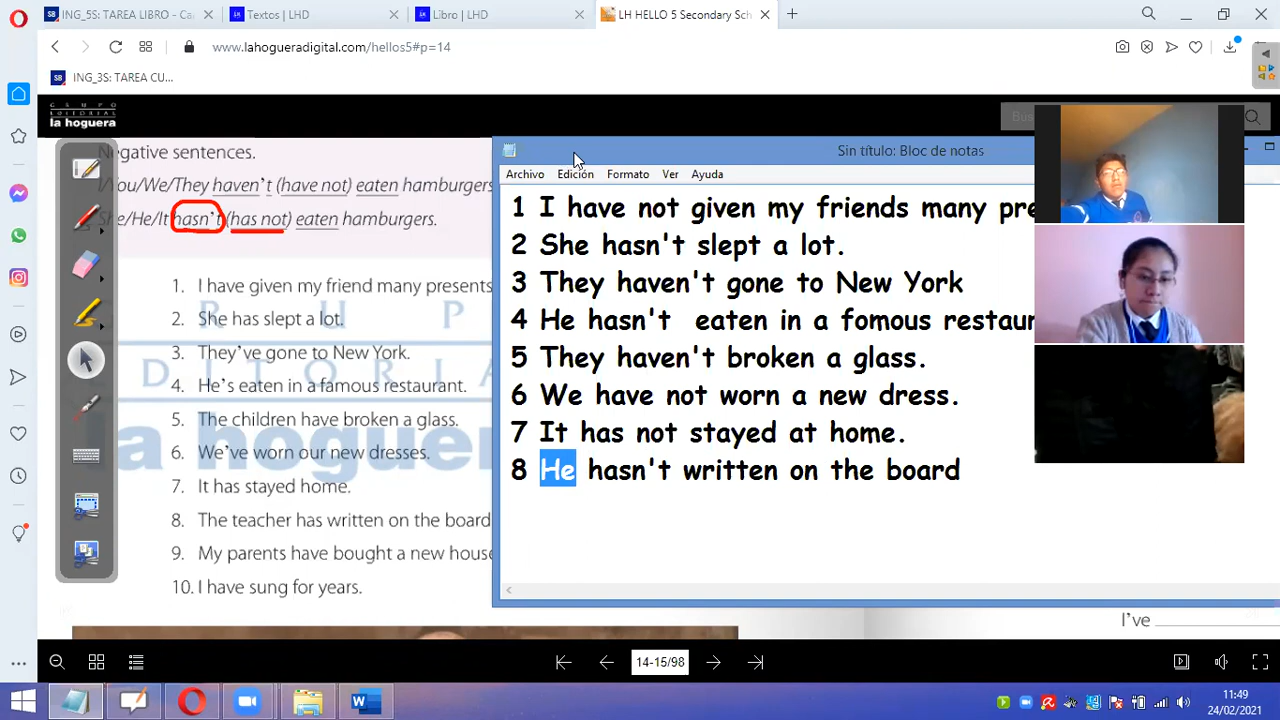 ING_5S: TAREA LIBRO - Ca
Textos | LHD
Libro | LHD
LH HELLO 5 Secondary Sch
www.lahogueradigital.com/hellos5#p=14
ING_3S: TAREA CU...
GRUPO
EDITORIAL
la hoguera
Negative sentences.
I/You/We/They haven't (have not) eaten hamburgers
She/He/It hasn't (has not) eaten hamburgers.
1. I have given my friend many presents
2. She has slept a lot.
3. They've gone to New York.
4. He's eaten in a famous restaurant.
5. The children have broken a glass.
6. We've worn our new dresses.
7. It has stayed home.
8. The teacher has written on the board
9. My parents have bought a new house
10. I have sung for years.
Sin título: Bloc de notas
Archivo Edición Formato Ver Ayuda
1 I have not given my friends many pre
2 She hasn't slept a lot.
3 They haven't gone to New York
4 He hasn't eaten in a fomous restaur
5 They haven't broken a glass.
6 We have not worn a new dress.
7 It has not stayed at home.
8 He hasn't written on the board
I've
14-15/98
11:49
24/02/2021